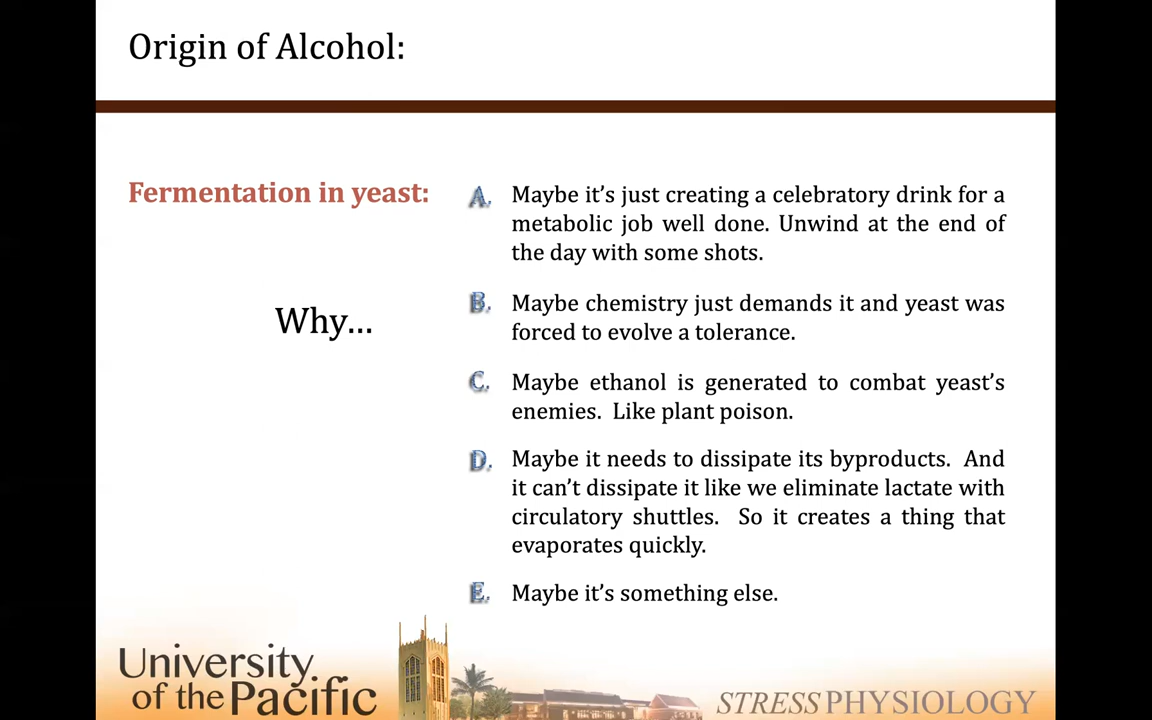 Origin of Alcohol:
Fermentation in yeast:
Why...
A. Maybe it's just creating a celebratory drink for a
metabolic job well done. Unwind at the end of
the day with some shots.
B. Maybe chemistry just demands it and yeast was
forced to evolve a tolerance.
C. Maybe ethanol is generated to combat yeast's
enemies. Like plant poison.
D. Maybe it needs to dissipate its byproducts. And
it can't dissipate it like we eliminate lactate with
circulatory shuttles. So it creates a thing that
evaporates quickly.
E. Maybe it's something else.
University
of the Pacific
STRESSPHYSIOLOGY